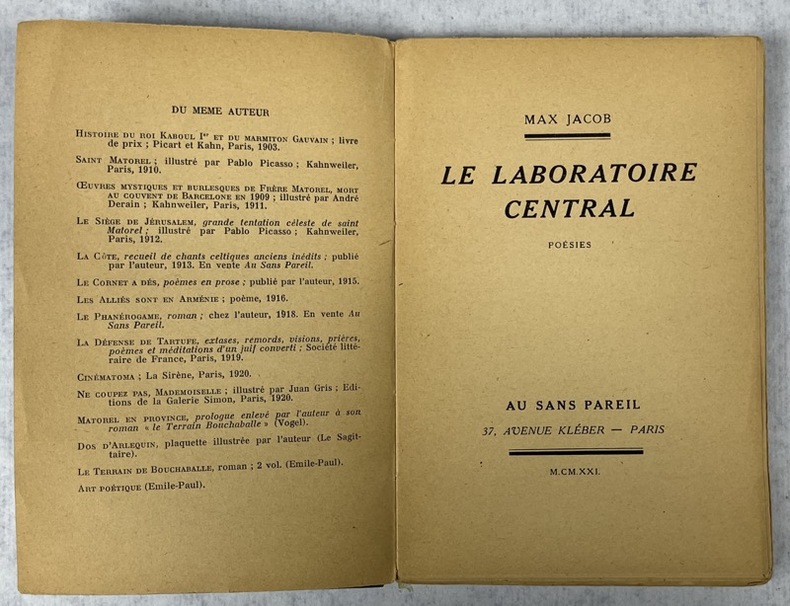 DU MEME AUTEUR
HISTOIRE DU ROI KABOUL Ier ET DU MARMITON GAUVAIN ; livre
de prix ; Picart et Kahn, Paris, 1903.
SAINT MATOREL ; illustré par Pablo Picasso ; Kahnweiler,
Paris, 1910.
ŒUVRES MYSTIQUES ET BURLESQUES DE FRÈRE MATOREL, MORT
AU COUVENT DE BARCELONE EN 1909 ; illustré par André
Derain ; Kahnweiler, Paris, 1911.
LE SIÈGE DE JÉRUSALEM, grande tentation céleste de saint
Matorel ; illustré par Pablo Picasso ; Kahnweiler,
Paris, 1912.
LA CÔTE, recueil de chants celtiques anciens inédits ; publié
par l'auteur, 1913. En vente Au Sans Pareil.
LE CORNET A DÉS, poèmes en prose ; publié par l'auteur, 1915.
LES ALLIÉS SONT EN ARMÉNIE ; poème, 1916.
LE PHANÉROGAME, roman ; chez l'auteur, 1918. En vente Au
Sans Pareil.
LA DÉFENSE DE TARTUFE, extases, remords, visions, prières,
poèmes et méditations d'un juif converti ; Société litté-
raire de France, Paris, 1919.
CINÉMATOMA ; La Sirène, Paris, 1920.
NE COUPEZ PAS, MADEMOISELLE ; illustré par Juan Gris ; Edi-
tions de la Galerie Simon, Paris, 1920.
MATOREL EN PROVINCE, prologue enlevé par l'auteur à son
roman « le Terrain Bouchaballe » (Vogel).
DOS D'ARLEQUIN, plaquette illustrée par l'auteur (Le Sagit-
taire).
LE TERRAIN DE BOUCHABALLE, roman ; 2 vol. (Emile-Paul).
ART POÉTIQUE (Emile-Paul).
MAX JACOB
LE LABORATOIRE
CENTRAL
POÉSIES
AU SANS PAREIL
37, AVENUE KLÉBER — PARIS
M.CM.XXI.